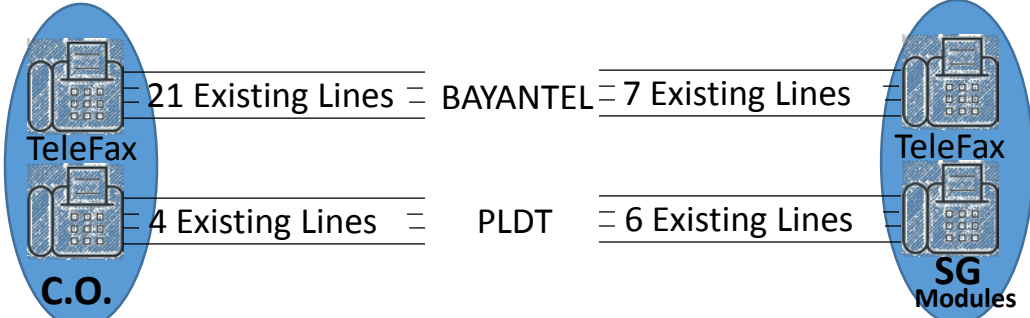 21 Existing Lines BAYANTEL 7 Existing Lines
TeleFax TeleFax
4 Existing Lines PLDT 6 Existing Lines
C.O. SG
Modules